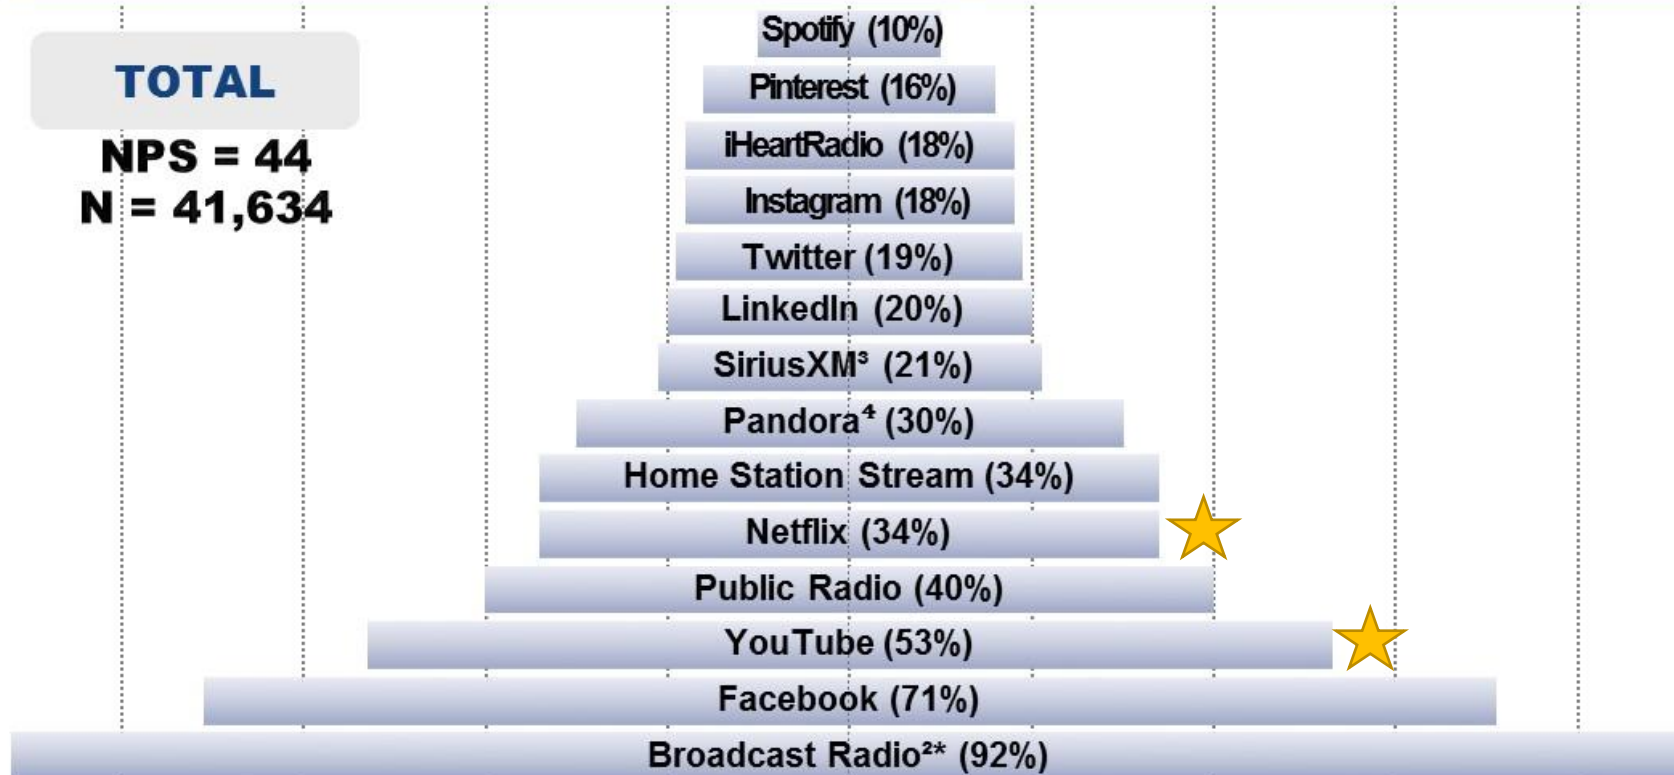 TOTAL
NPS = 44
N = 41,634
Spotify (10%)
Pinterest (16%)
iHeartRadio (18%)
Instagram (18%)
Twitter (19%)
LinkedIn (20%)
SiriusXM³ (21%)
Pandora⁴ (30%)
Home Station Stream (34%)
Netflix (34%)
Public Radio (40%)
YouTube (53%)
Facebook (71%)
Broadcast Radio²* (92%)